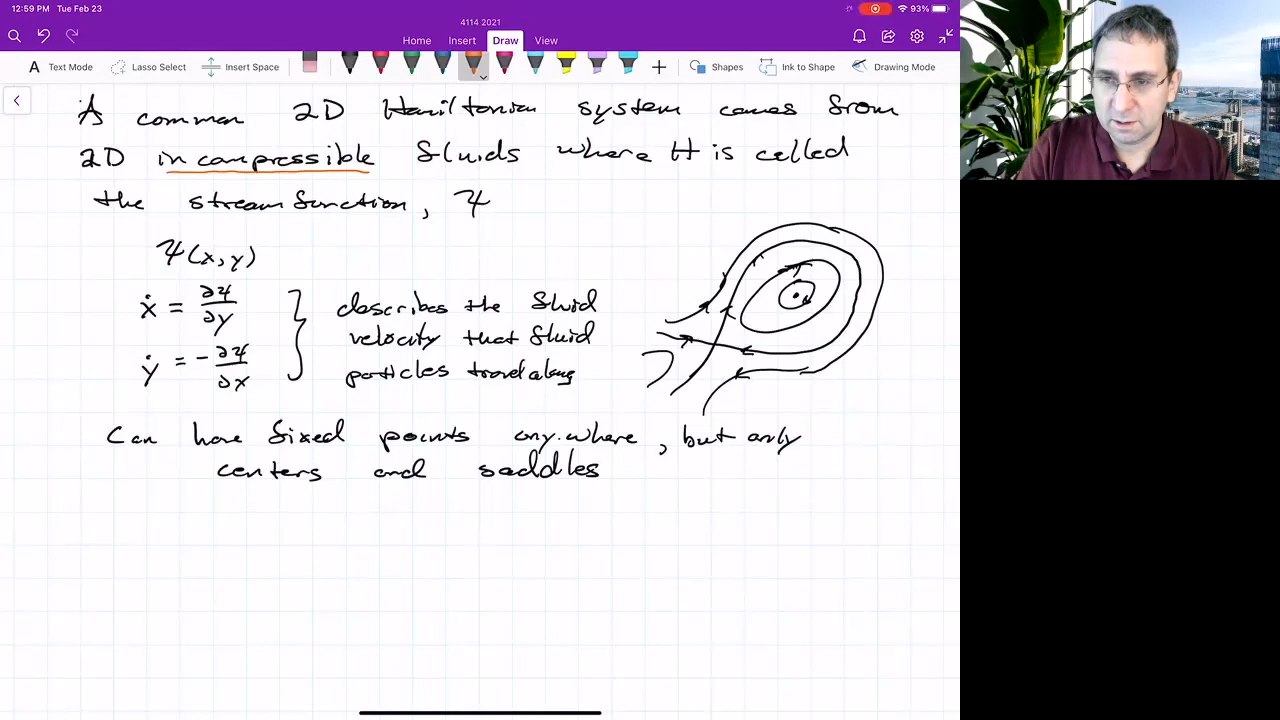 12:59 PM Tue Feb 23
93%
4114 2021
Home Insert Draw View
Text Mode Lasso Select Insert Space Shapes Ink to Shape Drawing Mode
A common 2D Hamiltonian system comes from
2D incompressible fluids where H is called
the streamfunction, Ψ
Ψ(x,y)
ẋ = ∂Ψ/∂y
ẏ = -∂Ψ/∂x
describes the fluid
velocity that fluid
particles travel along
Can have fixed points anywhere, but only
centers and saddles